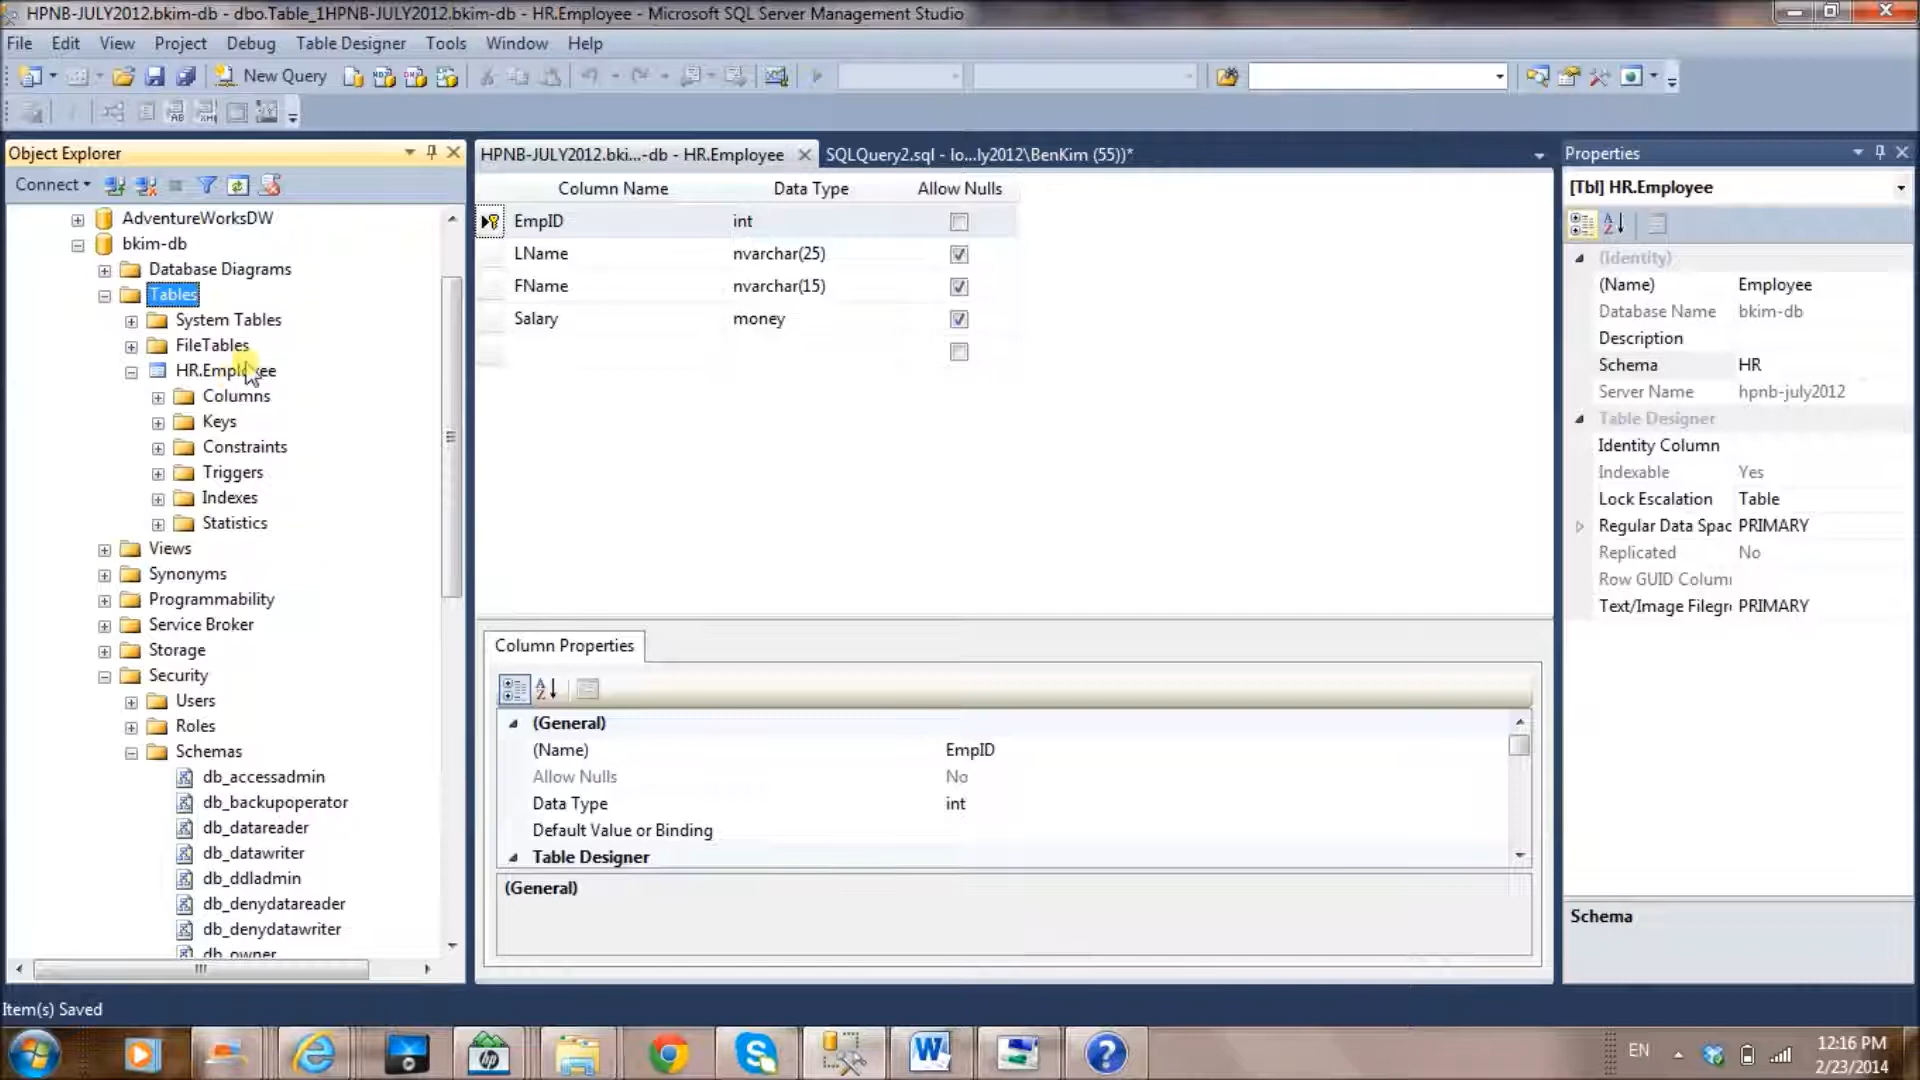 HPNB-JULY2012.bkim-db - dbo.Table_1HPNB-JULY2012.bkim-db - HR.Employee - Microsoft SQL Server Management Studio
File Edit View Project Debug Table Designer Tools Window Help
New Query
Object Explorer
Connect
AdventureWorksDW
bkim-db
Database Diagrams
Tables
System Tables
FileTables
HR.Employee
Columns
Keys
Constraints
Triggers
Indexes
Statistics
Views
Synonyms
Programmability
Service Broker
Storage
Security
Users
Roles
Schemas
db_accessadmin
db_backupoperator
db_datareader
db_datawriter
db_ddladmin
db_denydatareader
db_denydatawriter
db_owner
HPNB-JULY2012.bki...-db - HR.Employee
SQLQuery2.sql - lo...ly2012\BenKim (55))*
Column Name Data Type Allow Nulls
EmpID int
LName nvarchar(25)
FName nvarchar(15)
Salary money
Column Properties
(General)
(Name) EmpID
Allow Nulls No
Data Type int
Default Value or Binding
Table Designer
(General)
Properties
[Tbl] HR.Employee
(Identity)
(Name) Employee
Database Name bkim-db
Description
Schema HR
Server Name hpnb-july2012
Table Designer
Identity Column
Indexable Yes
Lock Escalation Table
Regular Data Spac PRIMARY
Replicated No
Row GUID Colum
Text/Image Filegr PRIMARY
Schema
Item(s) Saved
EN
12:16 PM
2/23/2014